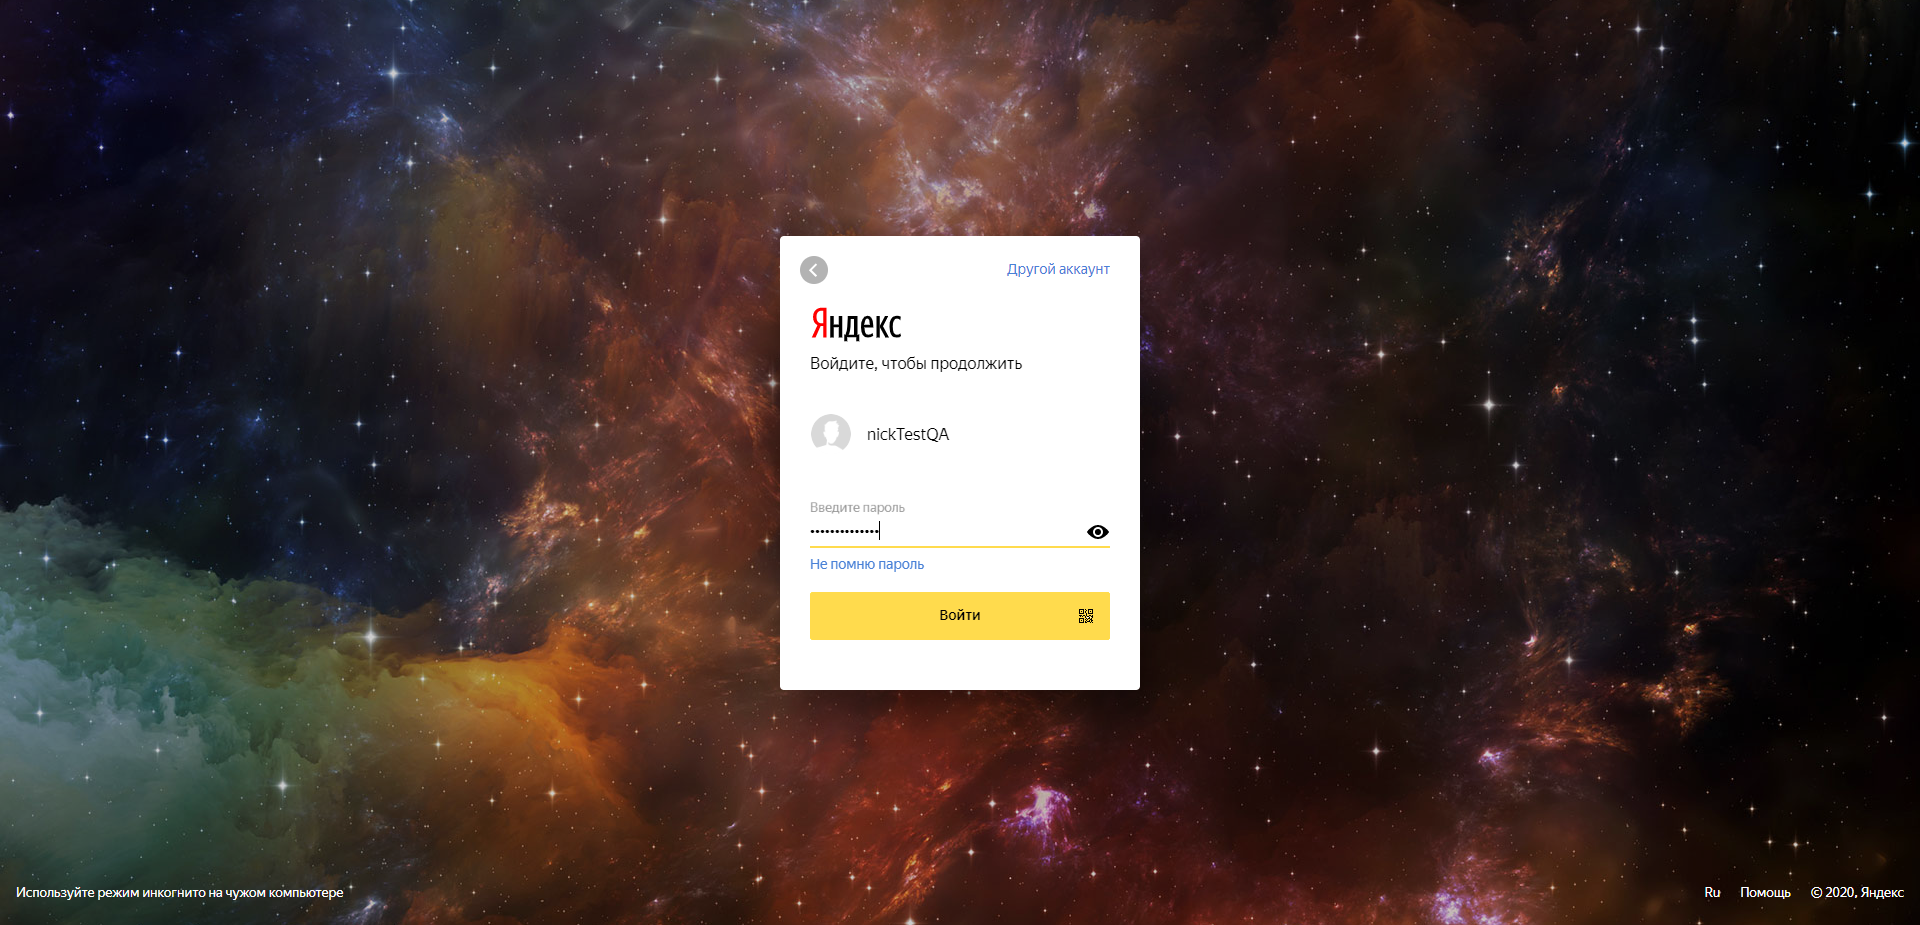 Другой аккаунт
Яндекс
Войдите, чтобы продолжить
nickTestQA
Введите пароль
••••••••••••••
Не помню пароль
Войти
Используйте режим инкогнито на чужом компьютере
Ru Помощь © 2020, Яндекс